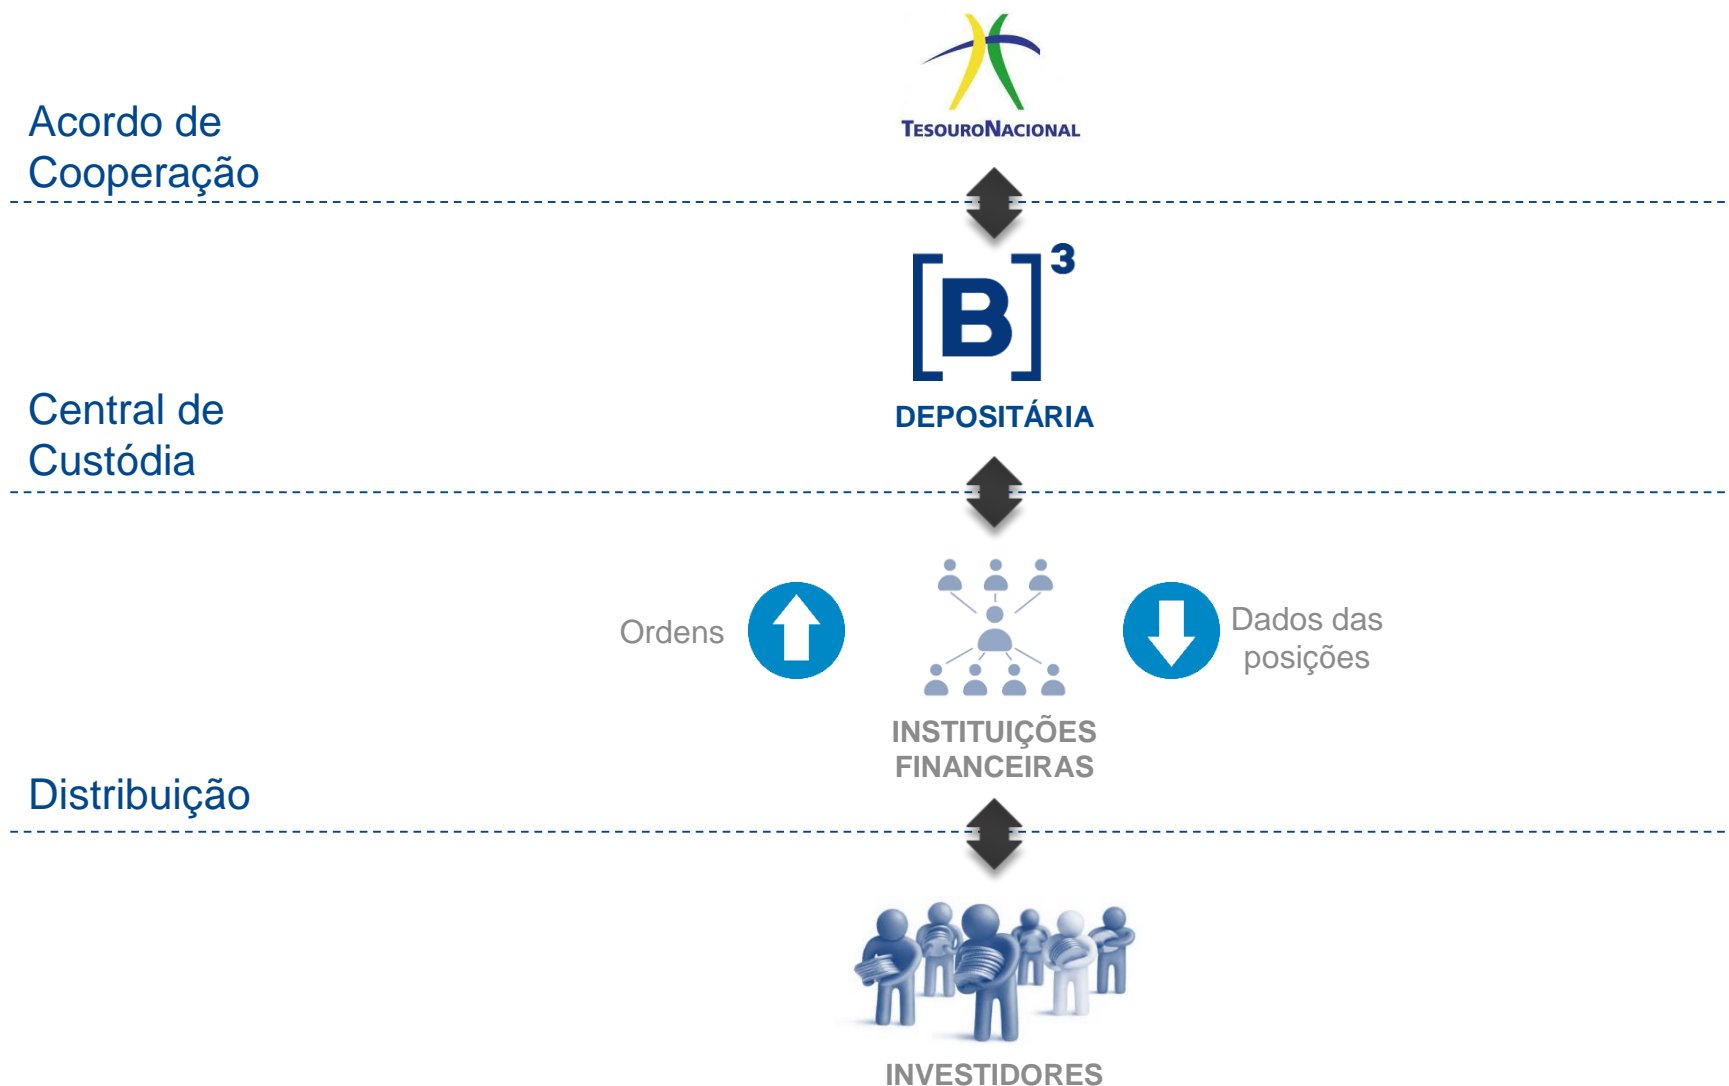 TESOURONACIONAL
Acordo de
Cooperação
[B]³
DEPOSITÁRIA
Central de
Custódia
Ordens
Dados das
posições
INSTITUIÇÕES
FINANCEIRAS
Distribuição
INVESTIDORES